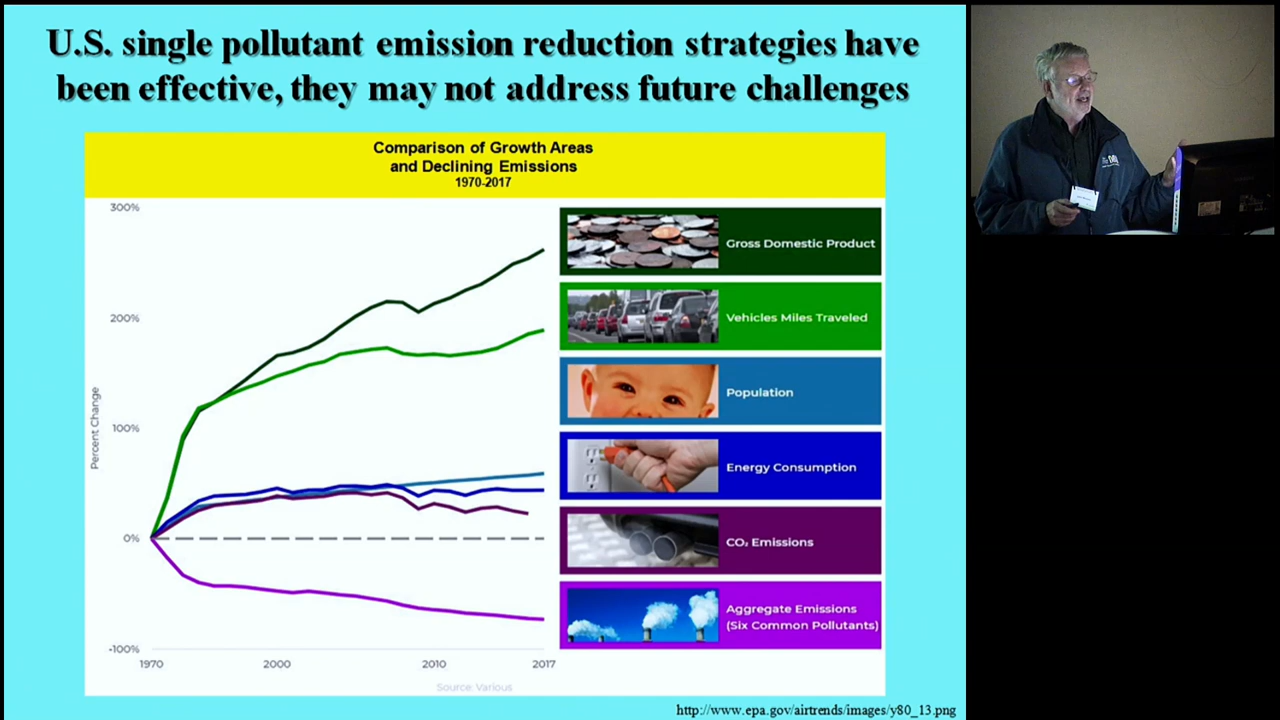 U.S. single pollutant emission reduction strategies have
been effective, they may not address future challenges
Comparison of Growth Areas
and Declining Emissions
1970-2017
300%
200%
100%
0%
-100%
Percent Change
1970
2000
2010
2017
Source: Various
Gross Domestic Product
Vehicles Miles Traveled
Population
Energy Consumption
CO₂ Emissions
Aggregate Emissions
(Six Common Pollutants)
http://www.epa.gov/airtrends/images/y80_13.png